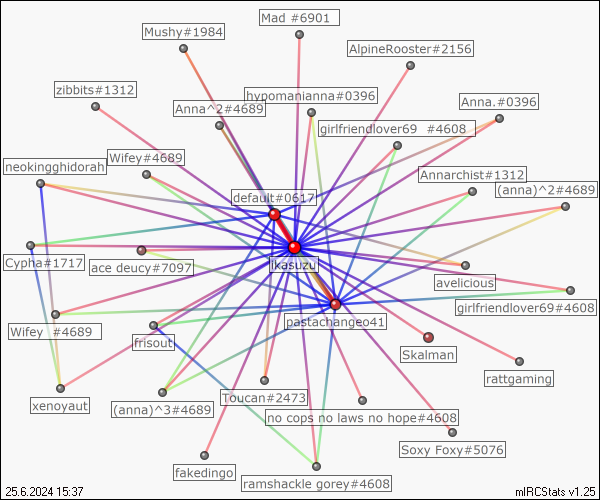 Mad #6901
Mushy#1984
AlpineRooster#2156
zibbits#1312
hypomanianna#0396
Anna.#0396
Anna^2#4689
girlfriendlover69 #4608
Wifey#4689
neokingghidorah
Annarchist#1312
(anna)^2#4689
default#0617
Cypha#1717
ace deucy#7097
ikasuzu
avelicious
girlfriendlover69#4608
Wifey #4689
pastachangeo41
frisout
Skalman
rattgaming
xenoyaut
(anna)^3#4689
Toucan#2473
no cops no laws no hope#4608
Soxy Foxy#5076
fakedingo
ramshackle gorey#4608
25.6.2024 15:37
mIRCStats v1.25